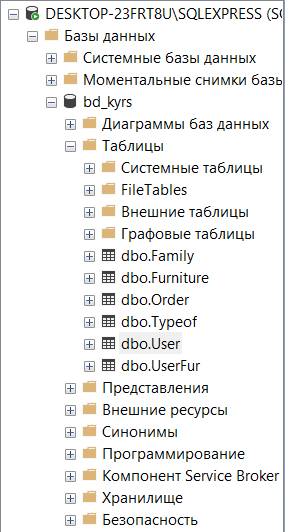 DESKTOP-23FRT8U\SQLEXPRESS (SC
Базы данных
Системные базы данных
Моментальные снимки базы
bd_kyrs
Диаграммы баз данных
Таблицы
Системные таблицы
FileTables
Внешние таблицы
Графовые таблицы
dbo.Family
dbo.Furniture
dbo.Order
dbo.Typeof
dbo.User
dbo.UserFur
Представления
Внешние ресурсы
Синонимы
Программирование
Компонент Service Broker
Хранилище
Безопасность